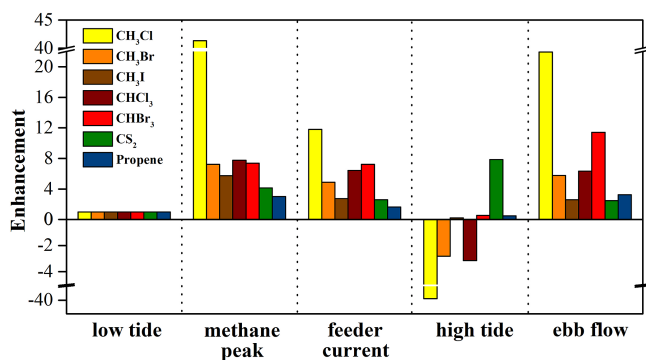 45
40
20
16
12
8
4
0
-2
-4
-40
Enhancement
CH₃Cl
CH₃Br
CH₃I
CHCl₃
CHBr₃
CS₂
Propene
low tide
methane
peak
feeder
current
high tide
ebb flow